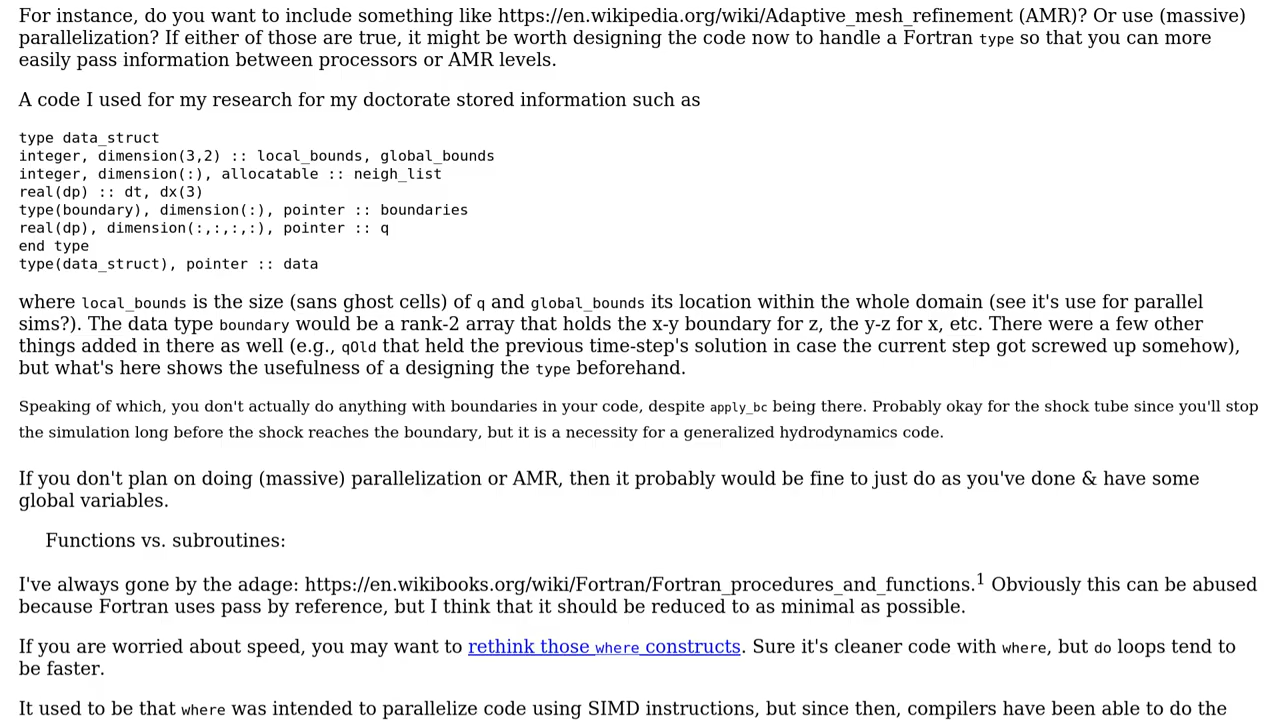 For instance, do you want to include something like https://en.wikipedia.org/wiki/Adaptive_mesh_refinement (AMR)? Or use (massive)
parallelization? If either of those are true, it might be worth designing the code now to handle a Fortran type so that you can more
easily pass information between processors or AMR levels.
A code I used for my research for my doctorate stored information such as
type data_struct
integer, dimension(3,2) :: local_bounds, global_bounds
integer, dimension(:), allocatable :: neigh_list
real(dp) :: dt, dx(3)
type(boundary), dimension(:), pointer :: boundaries
real(dp), dimension(:,:,:,:), pointer :: q
end type
type(data_struct), pointer :: data
where local_bounds is the size (sans ghost cells) of q and global_bounds its location within the whole domain (see it's use for parallel
sims?). The data type boundary would be a rank-2 array that holds the x-y boundary for z, the y-z for x, etc. There were a few other
things added in there as well (e.g., qOld that held the previous time-step's solution in case the current step got screwed up somehow),
but what's here shows the usefulness of a designing the type beforehand.
Speaking of which, you don't actually do anything with boundaries in your code, despite apply_bc being there. Probably okay for the shock tube since you'll stop
the simulation long before the shock reaches the boundary, but it is a necessity for a generalized hydrodynamics code.
If you don't plan on doing (massive) parallelization or AMR, then it probably would be fine to just do as you've done & have some
global variables.
Functions vs. subroutines:
I've always gone by the adage: https://en.wikibooks.org/wiki/Fortran/Fortran_procedures_and_functions.1 Obviously this can be abused
because Fortran uses pass by reference, but I think that it should be reduced to as minimal as possible.
If you are worried about speed, you may want to rethink those where constructs. Sure it's cleaner code with where, but do loops tend to
be faster.
It used to be that where was intended to parallelize code using SIMD instructions, but since then, compilers have been able to do the